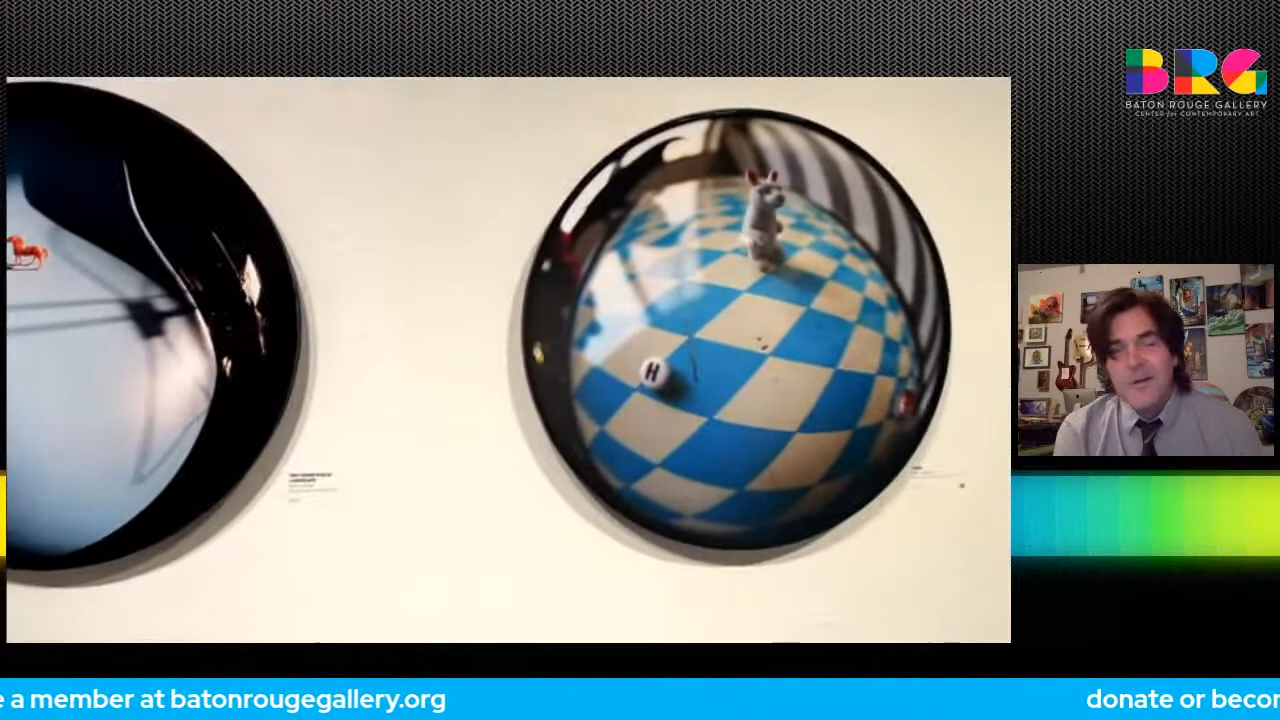 BRG
BATON ROUGE GALLERY
CENTER for CONTEMPORARY ART
H
e a member at batonrougegallery.org
donate or becor